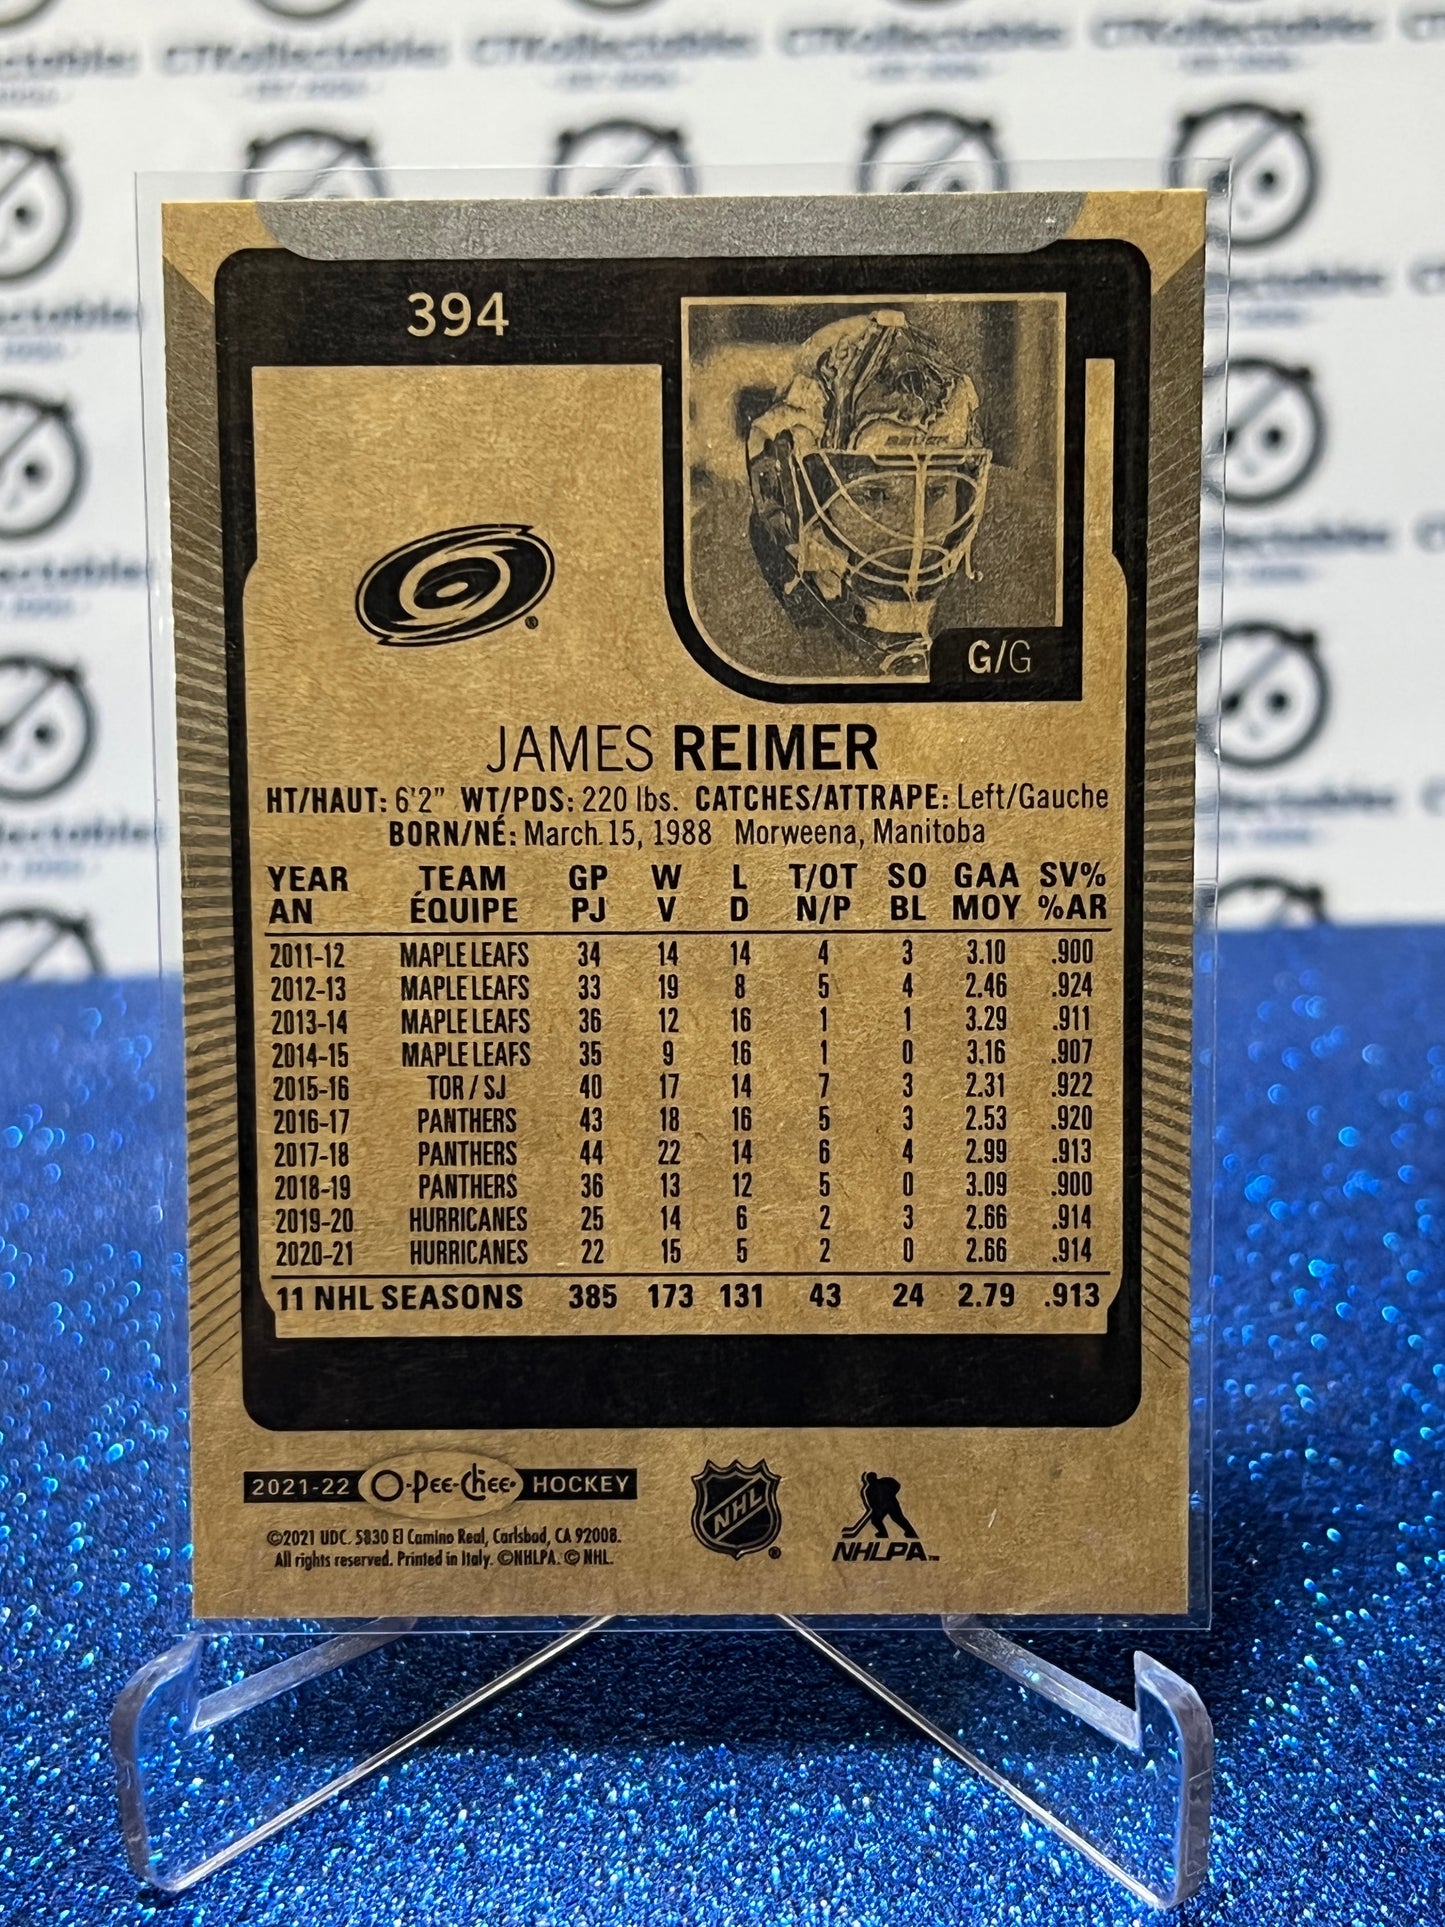 CTKollectables CTKollectables CTKollectables CTKollectables
394
BAUER
G/G
JAMES REIMER
HT/HAUT: 6'2" WT/PDS: 220 lbs. CATCHES/ATTRAPE: Left/Gauche
BORN/NÉ: March 15, 1988 Morweena, Manitoba
YEAR TEAM GP W L T/OT SO GAA SV%
AN ÉQUIPE PJ V D N/P BL MOY %AR
2011-12 MAPLE LEAFS 34 14 14 4 3 3.10 .900
2012-13 MAPLE LEAFS 33 19 8 5 4 2.46 .924
2013-14 MAPLE LEAFS 36 12 16 1 1 3.29 .911
2014-15 MAPLE LEAFS 35 9 16 1 0 3.16 .907
2015-16 TOR / SJ 40 17 14 7 3 2.31 .922
2016-17 PANTHERS 43 18 16 5 3 2.53 .920
2017-18 PANTHERS 44 22 14 6 4 2.99 .913
2018-19 PANTHERS 36 13 12 5 0 3.09 .900
2019-20 HURRICANES 25 14 6 2 3 2.66 .914
2020-21 HURRICANES 22 15 5 2 0 2.66 .914
11 NHL SEASONS 385 173 131 43 24 2.79 .913
2021-22 O-Pee-Chee HOCKEY
©2021 UDC. 5830 El Camino Real, Carlsbad, CA 92008.
All rights reserved. Printed in Italy. ©NHLPA. © NHL.
NHL ®
NHLPA™